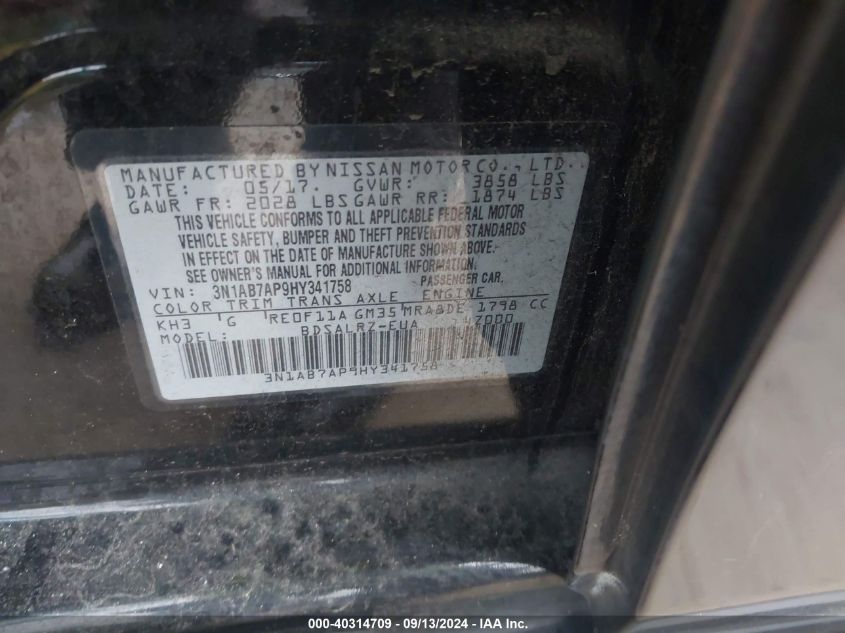 MANUFACTURED BY NISSAN MOTOR CO., LTD.
DATE: 05/17. GVWR: 3858 LBS
GAWR FR: 2028 LBS GAWR RR: 1874 LBS
THIS VEHICLE CONFORMS TO ALL APPLICABLE FEDERAL MOTOR
VEHICLE SAFETY, BUMPER AND THEFT PREVENTION STANDARDS
IN EFFECT ON THE DATE OF MANUFACTURE SHOWN ABOVE.
SEE OWNER'S MANUAL FOR ADDITIONAL INFORMATION.
VIN: 3N1AB7AP9HY341758 PASSENGER CAR.
COLOR TRIM TRANS AXLE ENGINE
KH3 G RE0F11A GM35 MRA8DE 1798 CC
MODEL: BDSALRZ-EUA 47000
3N1AB7AP9HY341758
000-40314709 - 09/13/2024 - IAAI.com